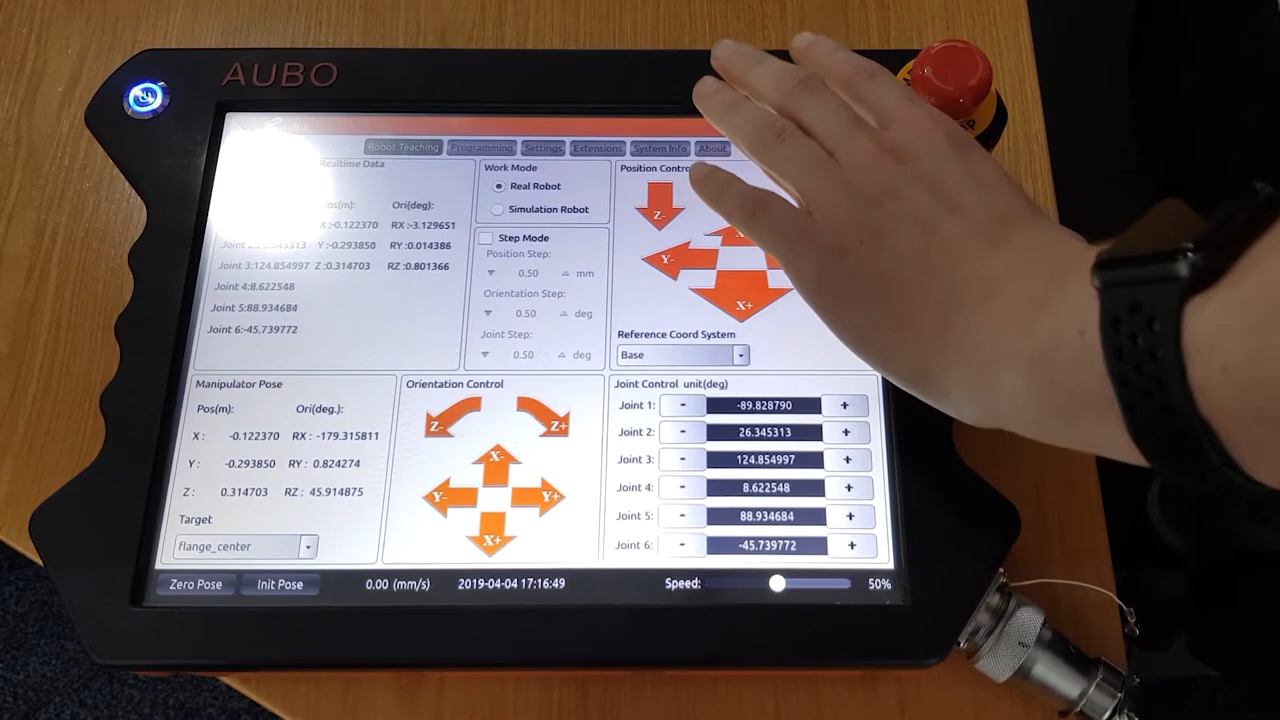 AUBO
AUBO
Robot Teaching Programming Settings Extensions System Info About
Realtime Data
Pos(m): Ori(deg):
X:-0.122370 RX:-3.129651
Y:-0.293850 RY:0.014386
Joint 3:124.854997 Z:0.314703 RZ:0.801366
Joint 4:8.622548
Joint 5:88.934684
Joint 6:-45.739772
Work Mode
Real Robot
Simulation Robot
Step Mode
Position Step:
0.50 mm
Orientation Step:
0.50 deg
Joint Step:
0.50 deg
Position Control
Z-
Y-
X+
Reference Coord System
Base
Manipulator Pose
Pos(m): Ori(deg.):
X : -0.122370 RX : -179.315811
Y : -0.293850 RY : 0.824274
Z : 0.314703 RZ : 45.914875
Target
flange_center
Orientation Control
Z- Z+
X-
Y- Y+
X+
Joint Control unit(deg)
Joint 1: - -89.828790 +
Joint 2: - 26.345313 +
Joint 3: - 124.854997 +
Joint 4: - 8.622548 +
Joint 5: - 88.934684 +
Joint 6: - -45.739772 +
Zero Pose Init Pose 0.00 (mm/s) 2019-04-04 17:16:49 Speed: 50%